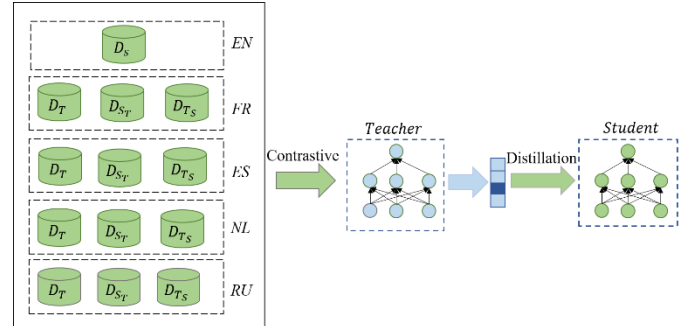 D_S EN
D_T D_{S_T} D_{T_S} FR
D_T D_{S_T} D_{T_S} ES
D_T D_{S_T} D_{T_S} NL
D_T D_{S_T} D_{T_S} RU
Contrastive
Teacher
Distillation
Student